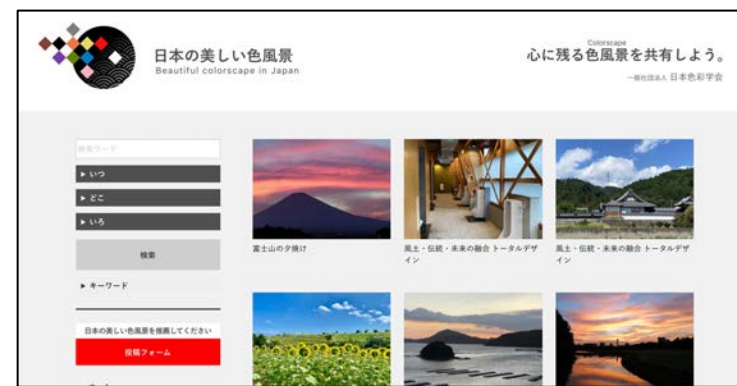 日本の美しい色風景
Beautiful colorscape in Japan
Colorscape
心に残る色風景を共有しよう。
一般社団法人 日本色彩学会
検索ワード
▶ いつ
▶ どこ
▶ いろ
検索
▶ キーワード
日本の美しい色風景を推薦してください
投稿フォーム
富士山の夕焼け
風土・伝統・未来の融合 トータルデザ
イン
風土・伝統・未来の融合 トータルデザ
イン